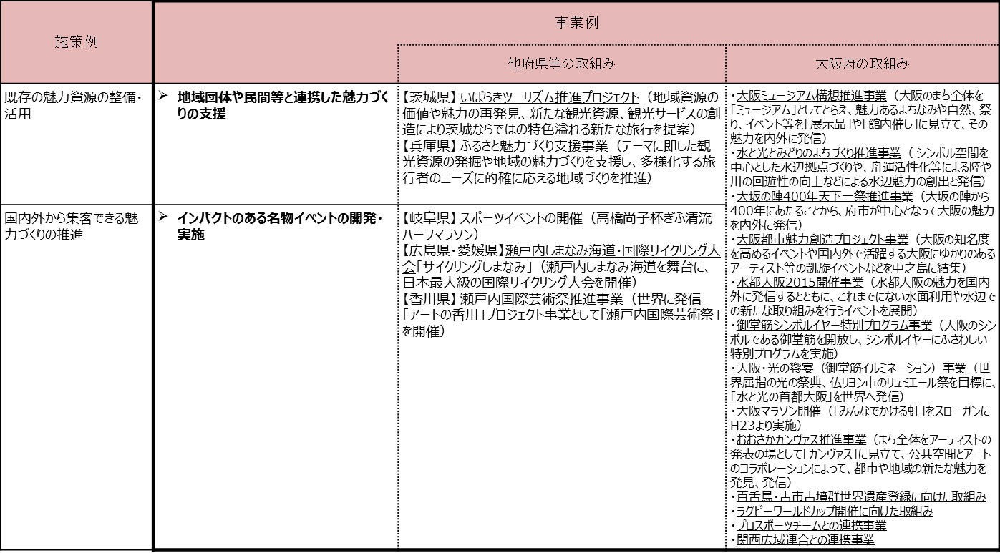 施策例
事業例
他府県等の取組み
大阪府の取組み
既存の魅力資源の整備・
活用
➢ 地域団体や民間等と連携した魅力づく
りの支援
【茨城県】いばらきツーリズム推進プロジェクト（地域資源の
価値や魅力の再発見、新たな観光資源、観光サービスの創
造により茨城ならではの特色溢れる新たな旅行を提案）
【兵庫県】ふるさと魅力づくり支援事業（テーマに即した観
光資源の発掘や地域の魅力づくりを支援し、多様化する旅
行者のニーズに的確に応える地域づくりを推進）
国内外から集客できる魅
力づくりの推進
➢ インパクトのある名物イベントの開発・
実施
【岐阜県】スポーツイベントの開催（高橋尚子杯ぎふ清流
ハーフマラソン）
【広島県・愛媛県】瀬戸内しまなみ海道・国際サイクリング大
会「サイクリングしまなみ」（瀬戸内しまなみ海道を舞台に、
日本最大級の国際サイクリング大会を開催）
【香川県】瀬戸内国際芸術祭推進事業（世界に発信
「アートの香川」プロジェクト事業として「瀬戸内国際芸術祭」
を開催）
・大阪ミュージアム構想推進事業（大阪のまち全体を
「ミュージアム」としてとらえ、魅力あるまちなみや自然、祭
り、イベント等を「展示品」や「館内催し」に見立て、その
魅力を内外に発信）
・水と光とみどりのまちづくり推進事業（ シンボル空間を
中心とした水辺拠点づくりや、舟運活性化等による陸や
川の回遊性の向上などによる水辺魅力の創出と発信）
・大坂の陣400年天下一祭推進事業（大坂の陣から
400年にあたることから、府市が中心となって大阪の魅力
を内外に発信）
・大阪都市魅力創造プロジェクト事業（大阪の知名度
を高めるイベントや国内外で活躍する大阪にゆかりのある
アーティスト等の凱旋イベントなどを中之島に結集）
・水都大阪2015開催事業（水都大阪の魅力を国内
外に発信するとともに、これまでにない水面利用や水辺で
の新たな取り組みを行うイベントを展開）
・御堂筋シンボルイヤー特別プログラム事業（大阪のシン
ボルである御堂筋を開放し、シンボルイヤーにふさわしい
特別プログラムを実施）
・大阪・光の饗宴（御堂筋イルミネーション）事業（世
界屈指の光の祭典、仏リヨン市のリュミエール祭を目標に、
「水と光の首都大阪」を世界へ発信）
・大阪マラソン開催（「みんなでかける虹」をスローガンに
H23より実施）
・おおさかカンヴァス推進事業（まち全体をアーティストの
発表の場として「カンヴァス」に見立て、公共空間とアート
のコラボレーションによって、都市や地域の新たな魅力を
発見、発信）
・百舌鳥・古市古墳群世界遺産登録に向けた取組み
・ラグビーワールドカップ開催に向けた取組み
・プロスポーツチームとの連携事業
・関西広域連合との連携事業